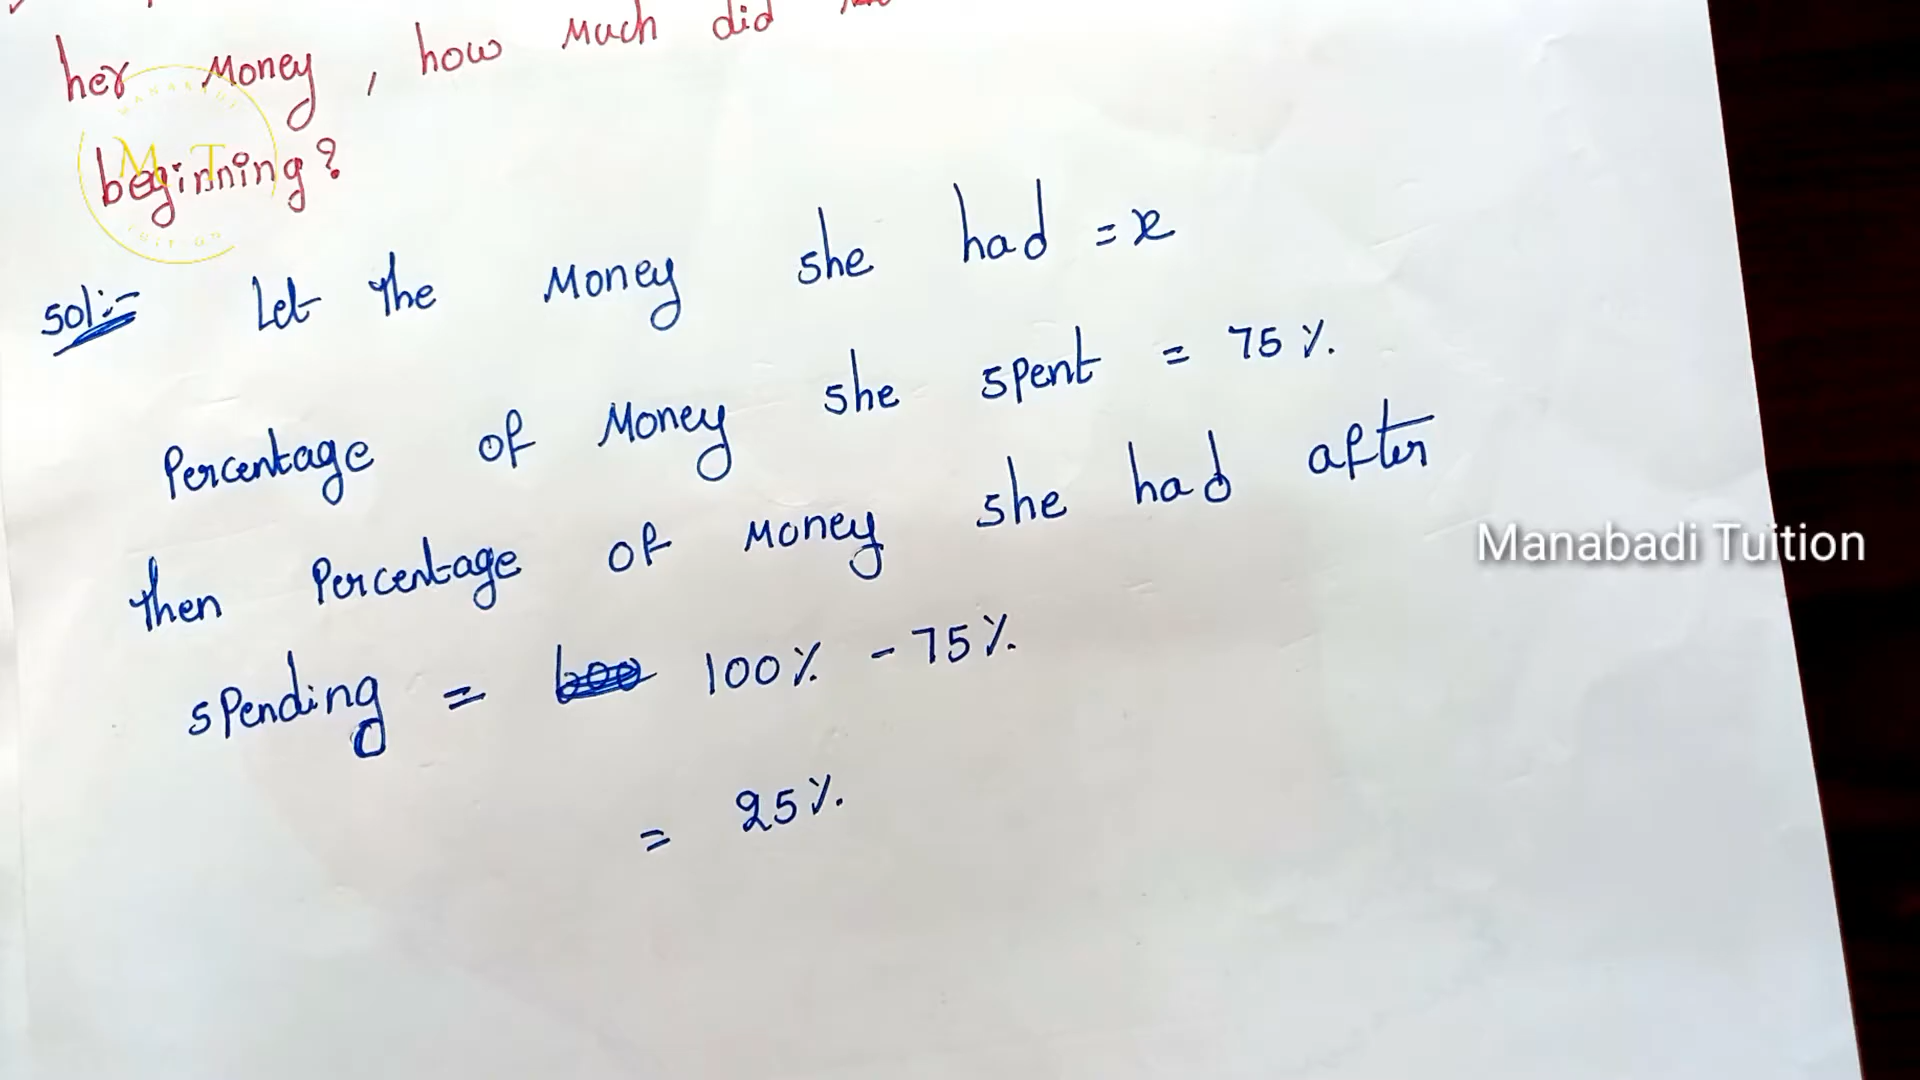 her Money, how much did
beginning?
Sol:- Let the Money she had = x
Percentage of Money she spent = 75%.
then Percentage of Money she had after
spending = 100% - 75%.
= 25%.
Manabadi Tuition
M T